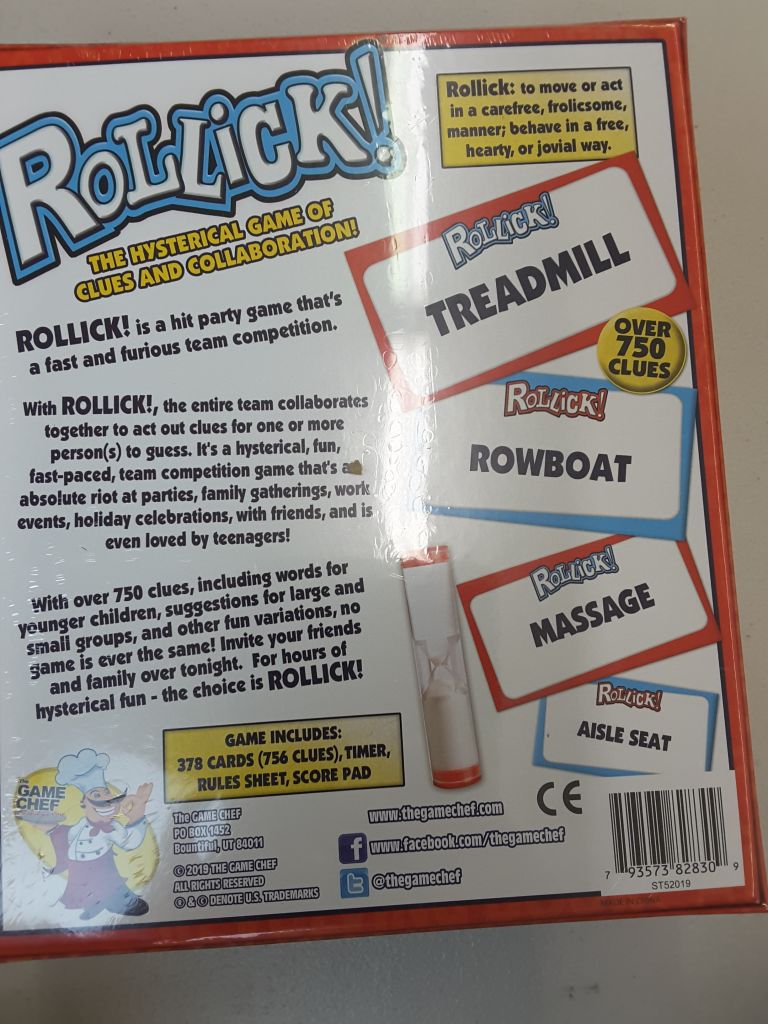 ROLLICK!
THE HYSTERICAL GAME OF
CLUES AND COLLABORATION!
Rollick: to move or act
in a carefree, frolicsome,
manner; behave in a free,
hearty, or jovial way.
ROLLICK! is a hit party game that's
a fast and furious team competition.
With ROLLICK!, the entire team collaborates
together to act out clues for one or more
person(s) to guess. It's a hysterical, fun,
fast-paced, team competition game that's
absolute riot at parties, family gatherings, work
events, holiday celebrations, with friends, and is
even loved by teenagers!
With over 750 clues, including words for
younger children, suggestions for large and
small groups, and other fun variations, no
game is ever the same! Invite your friends
and family over tonight. For hours of
hysterical fun - the choice is ROLLICK!
ROLLICK!
TREADMILL
OVER
750
CLUES
ROLLICK!
ROWBOAT
ROLLICK!
MASSAGE
ROLLICK!
AISLE SEAT
GAME INCLUDES:
378 CARDS (756 CLUES), TIMER,
RULES SHEET, SCORE PAD
The
GAME
CHEF
The GAME CHEF
PO BOX 1452
Bountiful, UT 84011
© 2019 THE GAME CHEF
ALL RIGHTS RESERVED
® & © DENOTE U.S. TRADEMARKS
www.thegamechef.com
f www.facebook.com/thegamechef
t @thegamechef
CE
7 93573 82830 9
ST52019
MADE IN CHINA